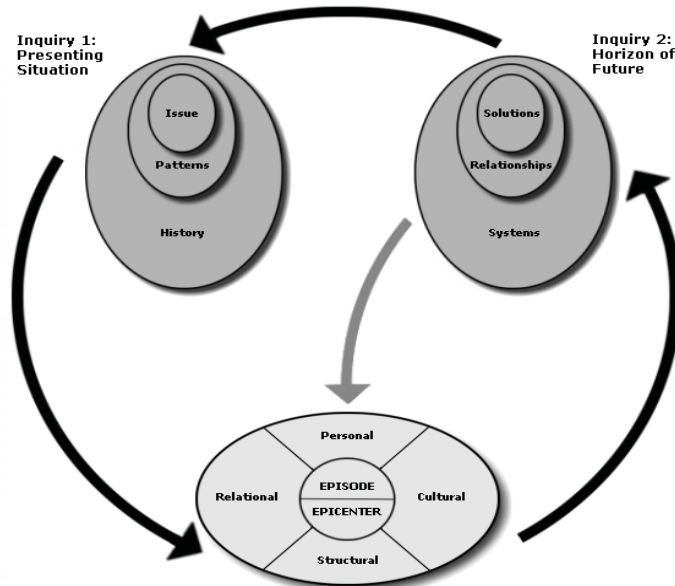 Inquiry 1:
Presenting
Situation
Inquiry 2:
Horizon of
Future
Issue
Patterns
History
Solutions
Relationships
Systems
Personal
Relational
EPISODE
EPICENTER
Cultural
Structural